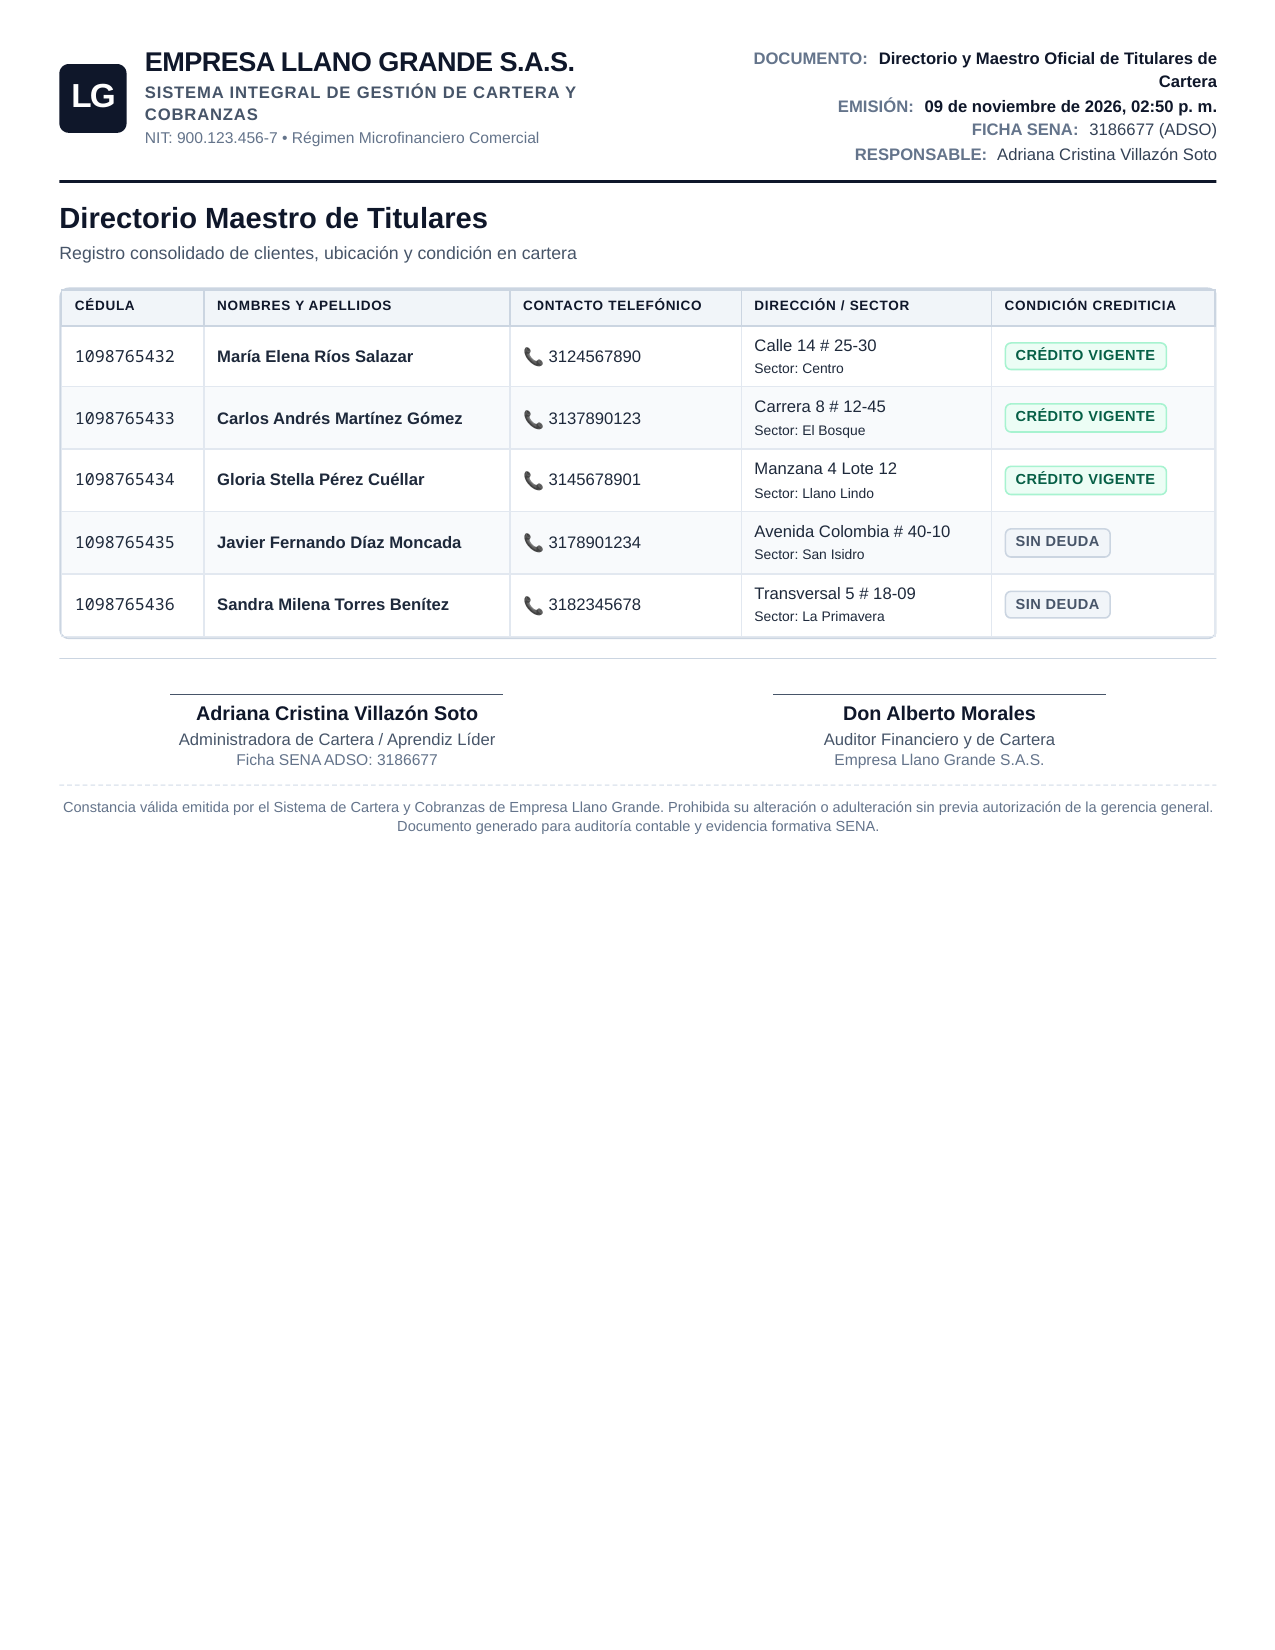 LG
EMPRESA LLANO GRANDE S.A.S.
SISTEMA INTEGRAL DE GESTIÓN DE CARTERA Y
COBRANZAS
NIT: 900.123.456-7 • Régimen Microfinanciero Comercial
DOCUMENTO: Directorio y Maestro Oficial de Titulares de
Cartera
EMISIÓN: 09 de noviembre de 2026, 02:50 p. m.
FICHA SENA: 3186677 (ADSO)
RESPONSABLE: Adriana Cristina Villazón Soto
Directorio Maestro de Titulares
Registro consolidado de clientes, ubicación y condición en cartera
CÉDULA NOMBRES Y APELLIDOS CONTACTO TELEFÓNICO DIRECCIÓN / SECTOR CONDICIÓN CREDITICIA
1098765432 María Elena Ríos Salazar 📞 3124567890 Calle 14 # 25-30 CRÉDITO VIGENTE
Sector: Centro
1098765433 Carlos Andrés Martínez Gómez 📞 3137890123 Carrera 8 # 12-45 CRÉDITO VIGENTE
Sector: El Bosque
1098765434 Gloria Stella Pérez Cuéllar 📞 3145678901 Manzana 4 Lote 12 CRÉDITO VIGENTE
Sector: Llano Lindo
1098765435 Javier Fernando Díaz Moncada 📞 3178901234 Avenida Colombia # 40-10 SIN DEUDA
Sector: San Isidro
1098765436 Sandra Milena Torres Benítez 📞 3182345678 Transversal 5 # 18-09 SIN DEUDA
Sector: La Primavera
Adriana Cristina Villazón Soto
Administradora de Cartera / Aprendiz Líder
Ficha SENA ADSO: 3186677
Don Alberto Morales
Auditor Financiero y de Cartera
Empresa Llano Grande S.A.S.
Constancia válida emitida por el Sistema de Cartera y Cobranzas de Empresa Llano Grande. Prohibida su alteración o adulteración sin previa autorización de la gerencia general.
Documento generado para auditoría contable y evidencia formativa SENA.